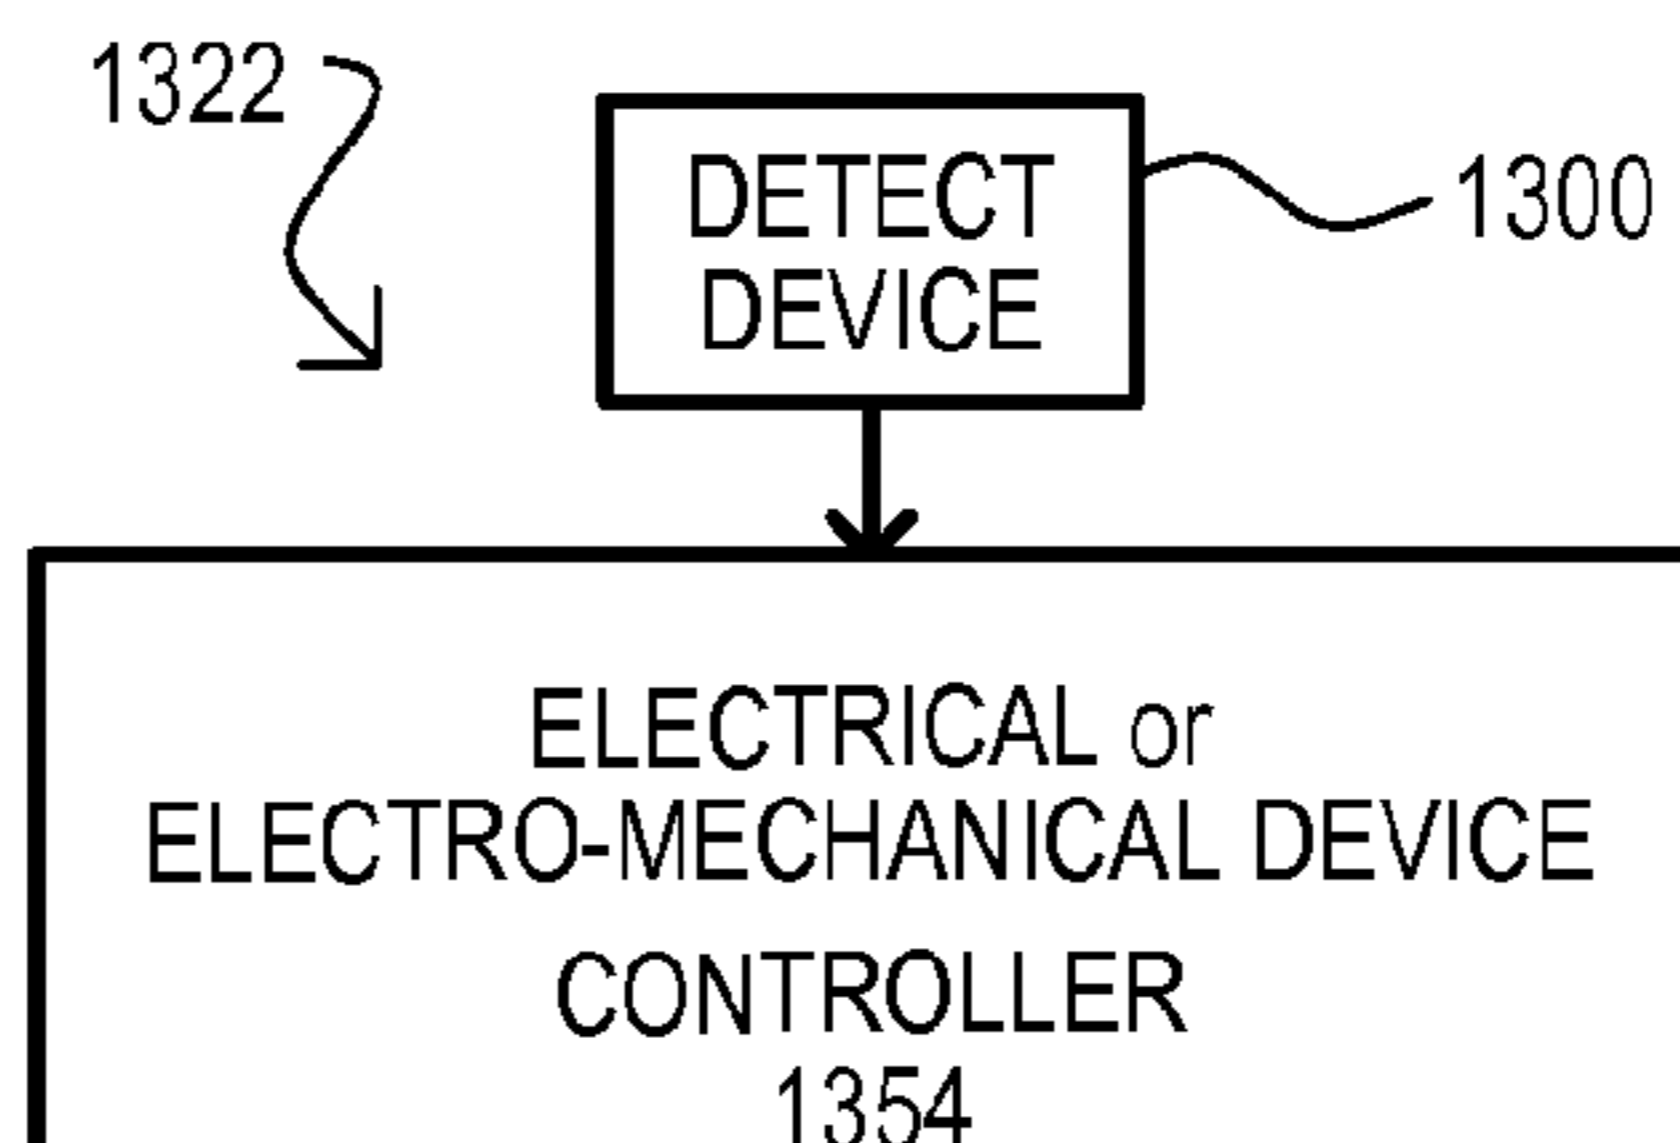 1322
DETECT
DEVICE
1300
ELECTRICAL or
ELECTRO-MECHANICAL DEVICE
CONTROLLER
1354